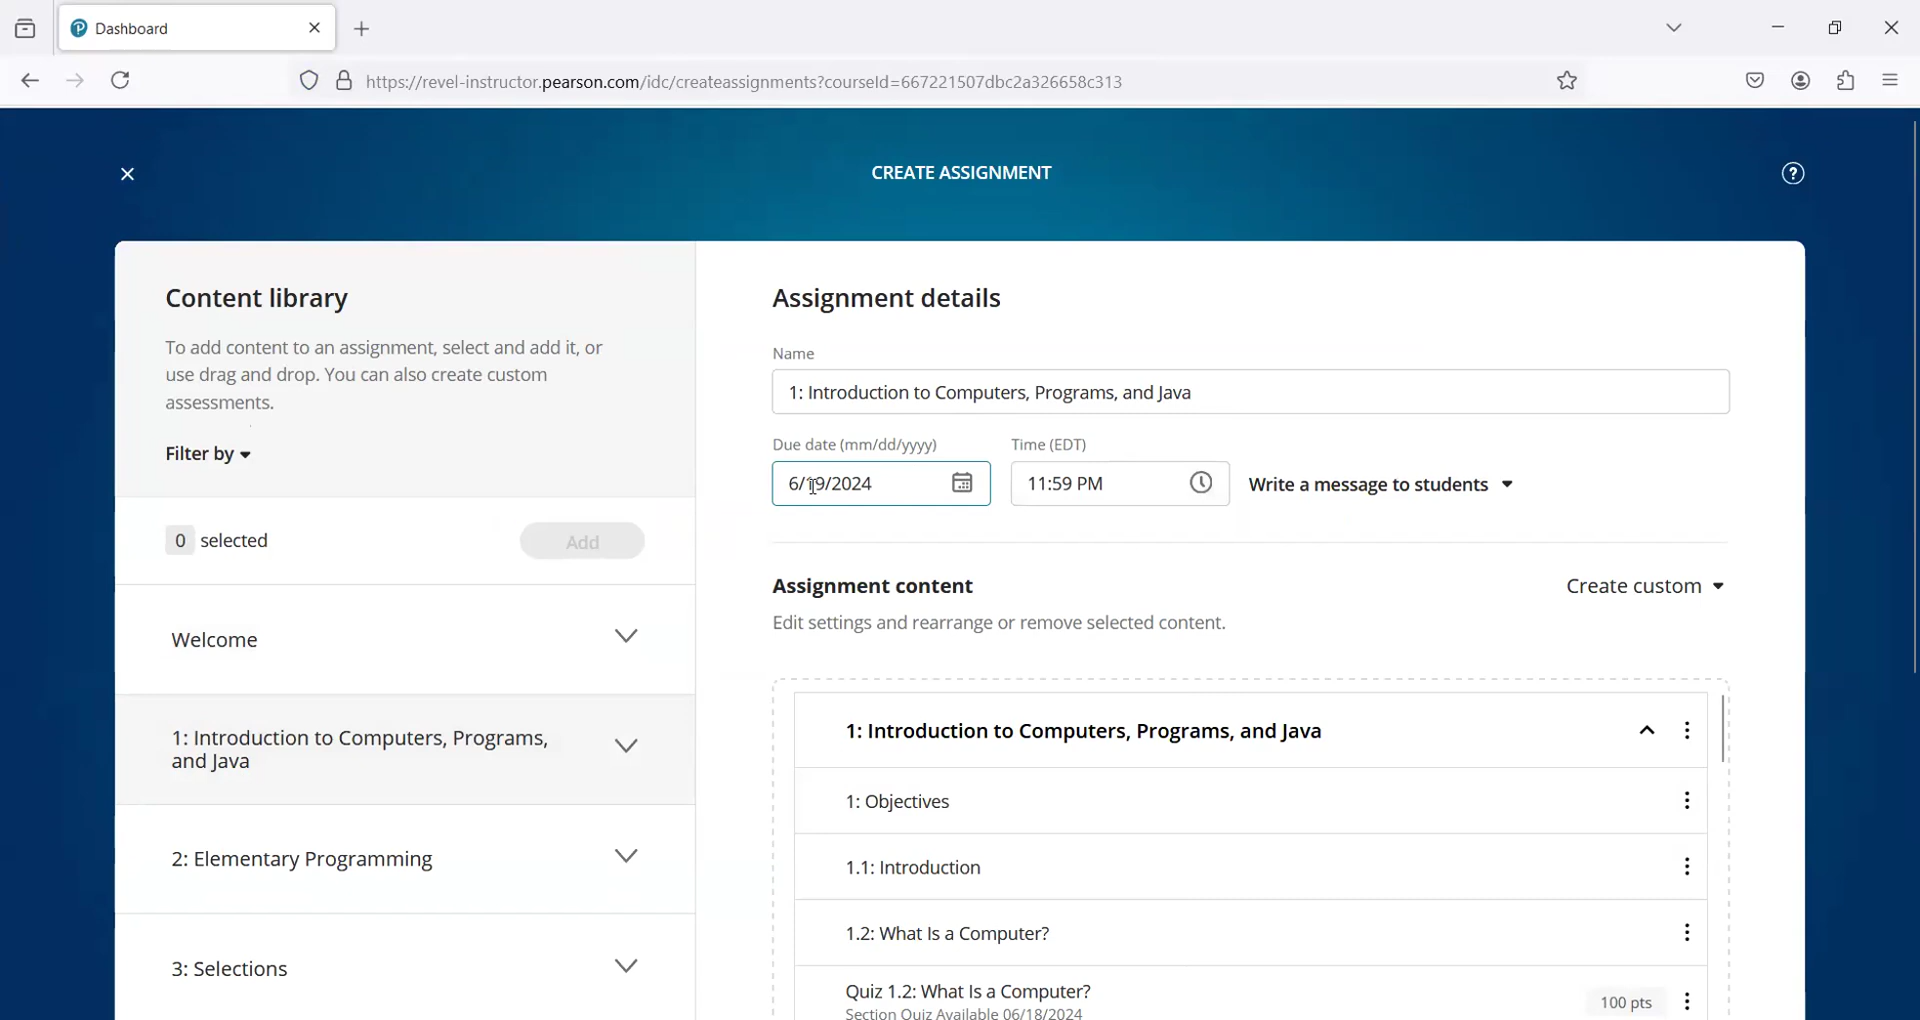 Dashboard
https://revel-instructor.pearson.com/idc/createassignments?courseId=667221507dbc2a326658c313
CREATE ASSIGNMENT
Content library
To add content to an assignment, select and add it, or
use drag and drop. You can also create custom
assessments.
Filter by
0 selected
Add
Welcome
1: Introduction to Computers, Programs,
and Java
2: Elementary Programming
3: Selections
Assignment details
Name
1: Introduction to Computers, Programs, and Java
Due date (mm/dd/yyyy)
Time (EDT)
6/19/2024
11:59 PM
Write a message to students
Assignment content
Create custom
Edit settings and rearrange or remove selected content.
1: Introduction to Computers, Programs, and Java
1: Objectives
1.1: Introduction
1.2: What Is a Computer?
Quiz 1.2: What Is a Computer?
Section Quiz Available 06/18/2024
100 pts